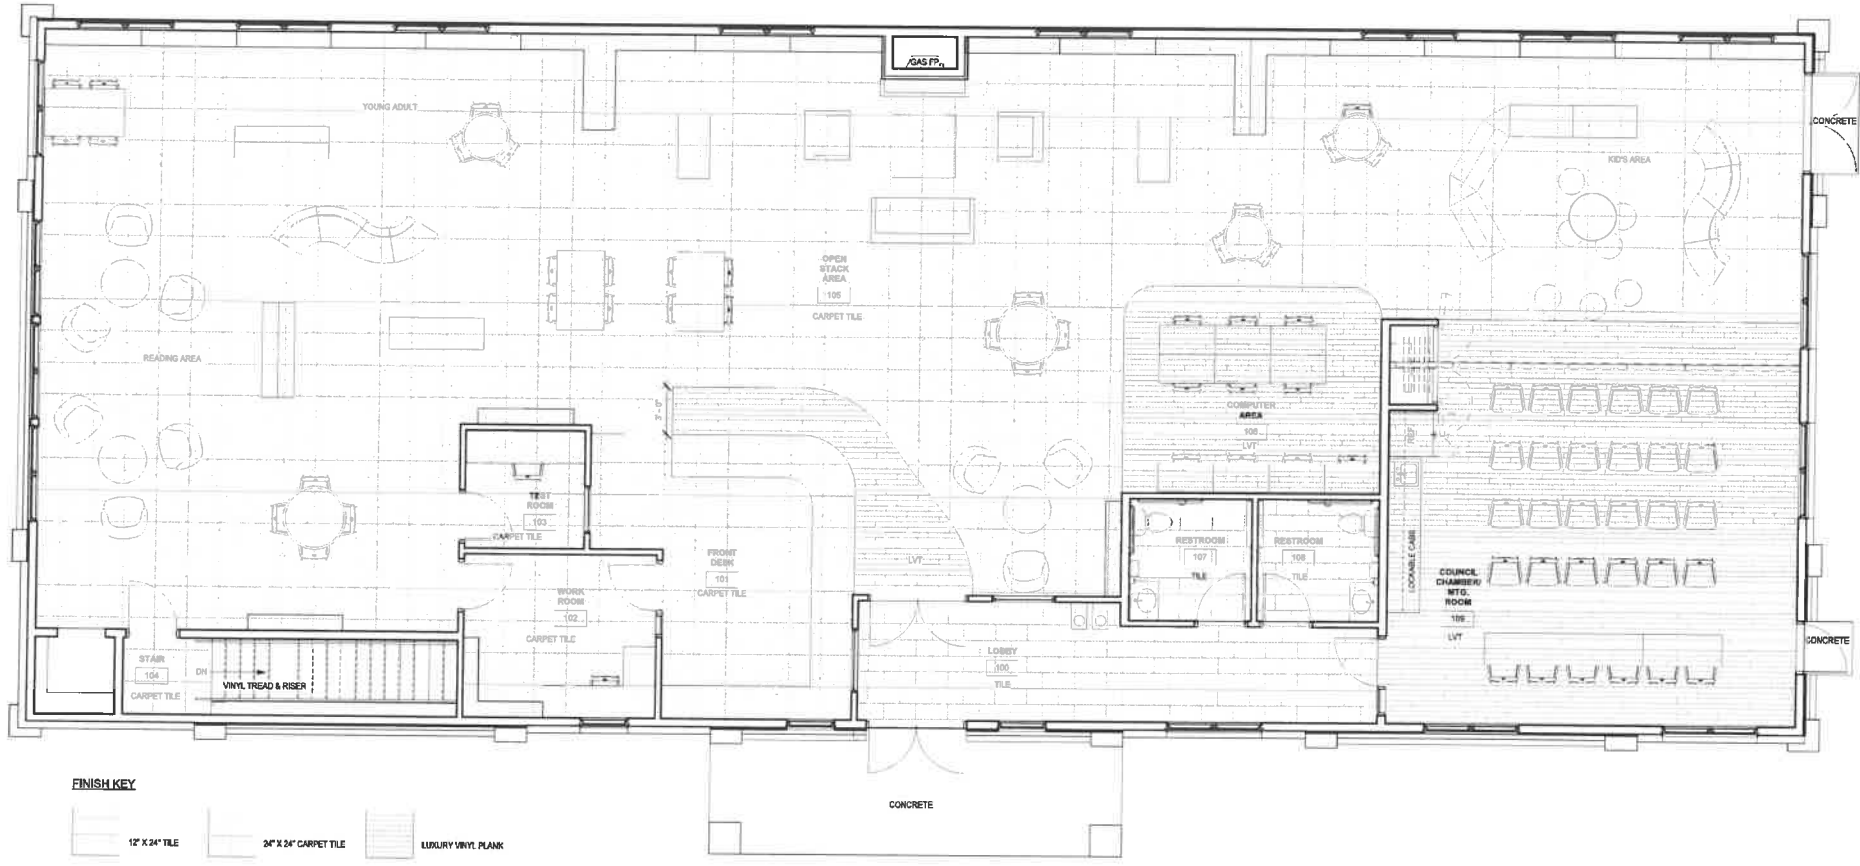 GAS FP.
YOUNG ADULT
CONCRETE
KID'S AREA
OPEN
STACK
AREA
105
CARPET TILE
READING AREA
COMPUTER
AREA
LVT
REF
TEST
ROOM
103
CARPET TILE
FRONT
DESK
101
CARPET TILE
LVT
RESTROOM
107
TILE
RESTROOM
TILE
LOCKABLE CABS
COUNCIL
CHAMBER/
MTG.
ROOM
109
LVT
WORK
ROOM
102
CARPET TILE
CONCRETE
STAIR
104
CARPET TILE
DN
VINYL TREAD & RISER
LOBBY
100
TILE
CONCRETE
FINISH KEY
12" X 24" TILE
24" X 24" CARPET TILE
LUXURY VINYL PLANK